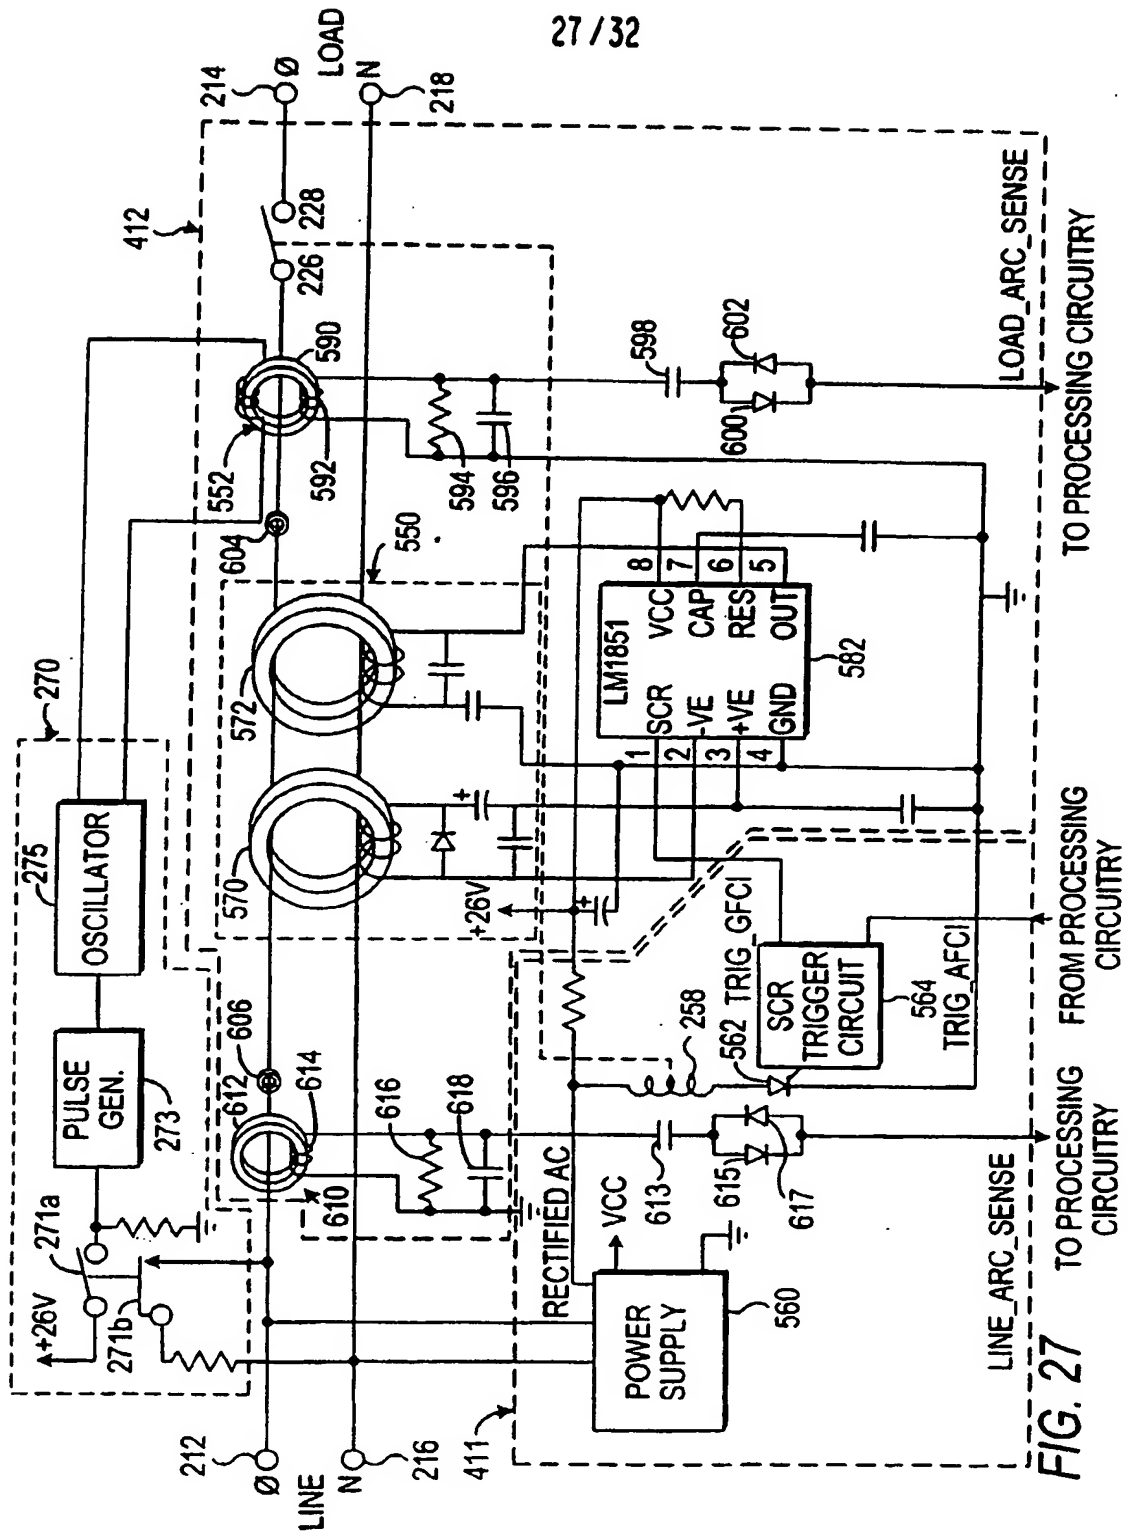 27/32
LOAD
Ø
N
214
218
412
228
226
590
552
592
604
594
596
598
600
602
LOAD_ARC_SENSE
TO PROCESSING CIRCUITRY
550
270
275
OSCILLATOR
PULSE
GEN.
273
271a
271b
+26V
572
570
606
612
614
610
616
618
LM1851
SCR
-VE
+VE
GND
VCC
CAP
RES
OUT
1
2
3
4
8
7
6
5
582
+26V
+
+
TRIG_GFCI
SCR
TRIGGER
CIRCUIT
564
TRIG_AFCI
FROM PROCESSING
CIRCUITRY
258
562
RECTIFIED AC
VCC
613
615
617
POWER
SUPPLY
560
LINE_ARC_SENSE
TO PROCESSING
CIRCUITRY
411
212
216
Ø
N
LINE
FIG. 27